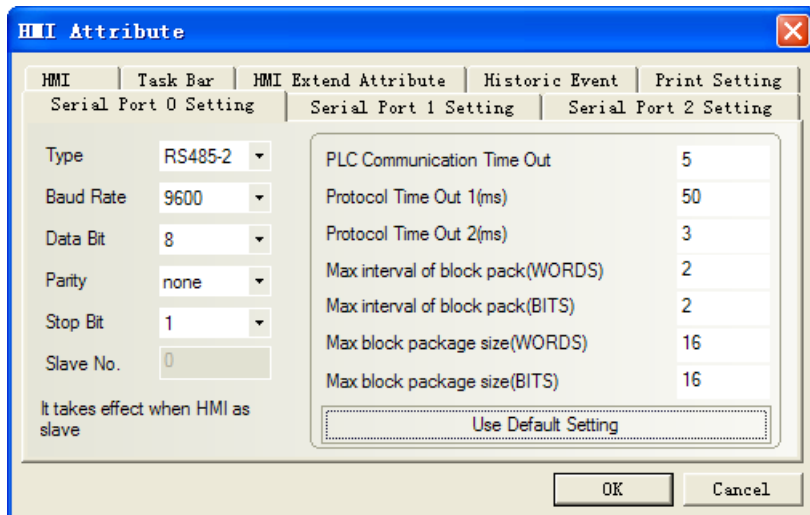 HMI Attribute
HMI Task Bar HMI Extend Attribute Historic Event Print Setting
Serial Port 0 Setting Serial Port 1 Setting Serial Port 2 Setting
Type RS485-2
Baud Rate 9600
Data Bit 8
Parity none
Stop Bit 1
Slave No. 0
It takes effect when HMI as
slave
PLC Communication Time Out 5
Protocol Time Out 1(ms) 50
Protocol Time Out 2(ms) 3
Max interval of block pack(WORDS) 2
Max interval of block pack(BITS) 2
Max block package size(WORDS) 16
Max block package size(BITS) 16
Use Default Setting
OK Cancel